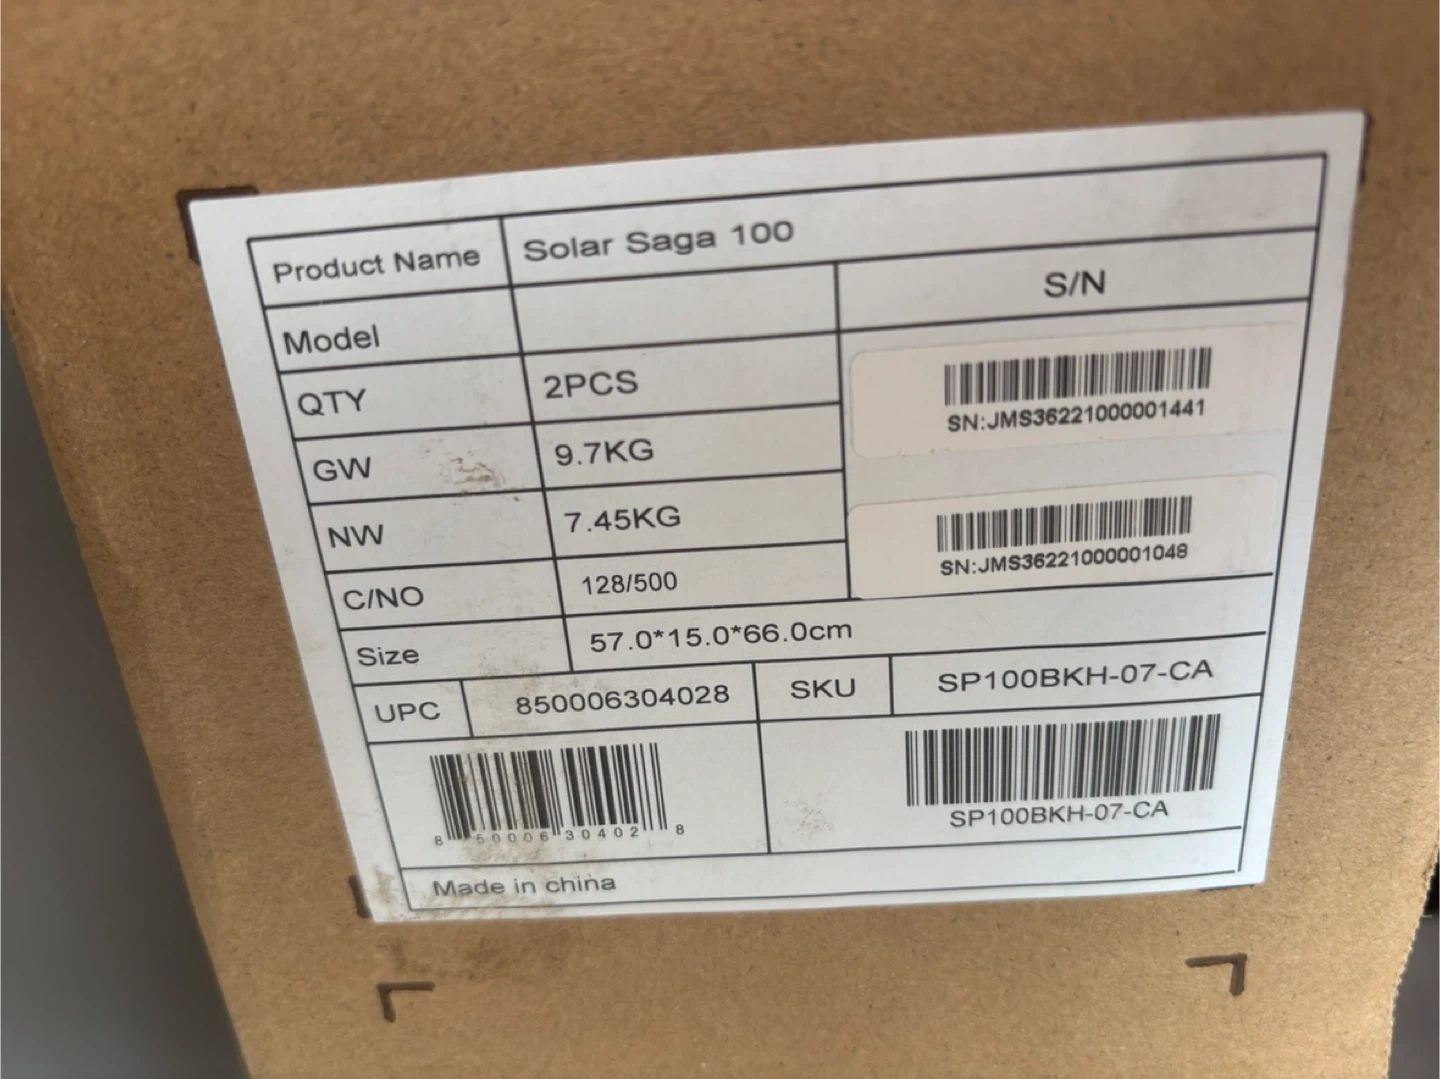 Product Name Solar Saga 100
Model S/N
QTY 2PCS
SN:JMS36221000001441
GW 9.7KG
NW 7.45KG
SN:JMS36221000001048
C/NO 128/500
Size 57.0*15.0*66.0cm
UPC 850006304028 SKU SP100BKH-07-CA
8 50006 30402 8
SP100BKH-07-CA
Made in china